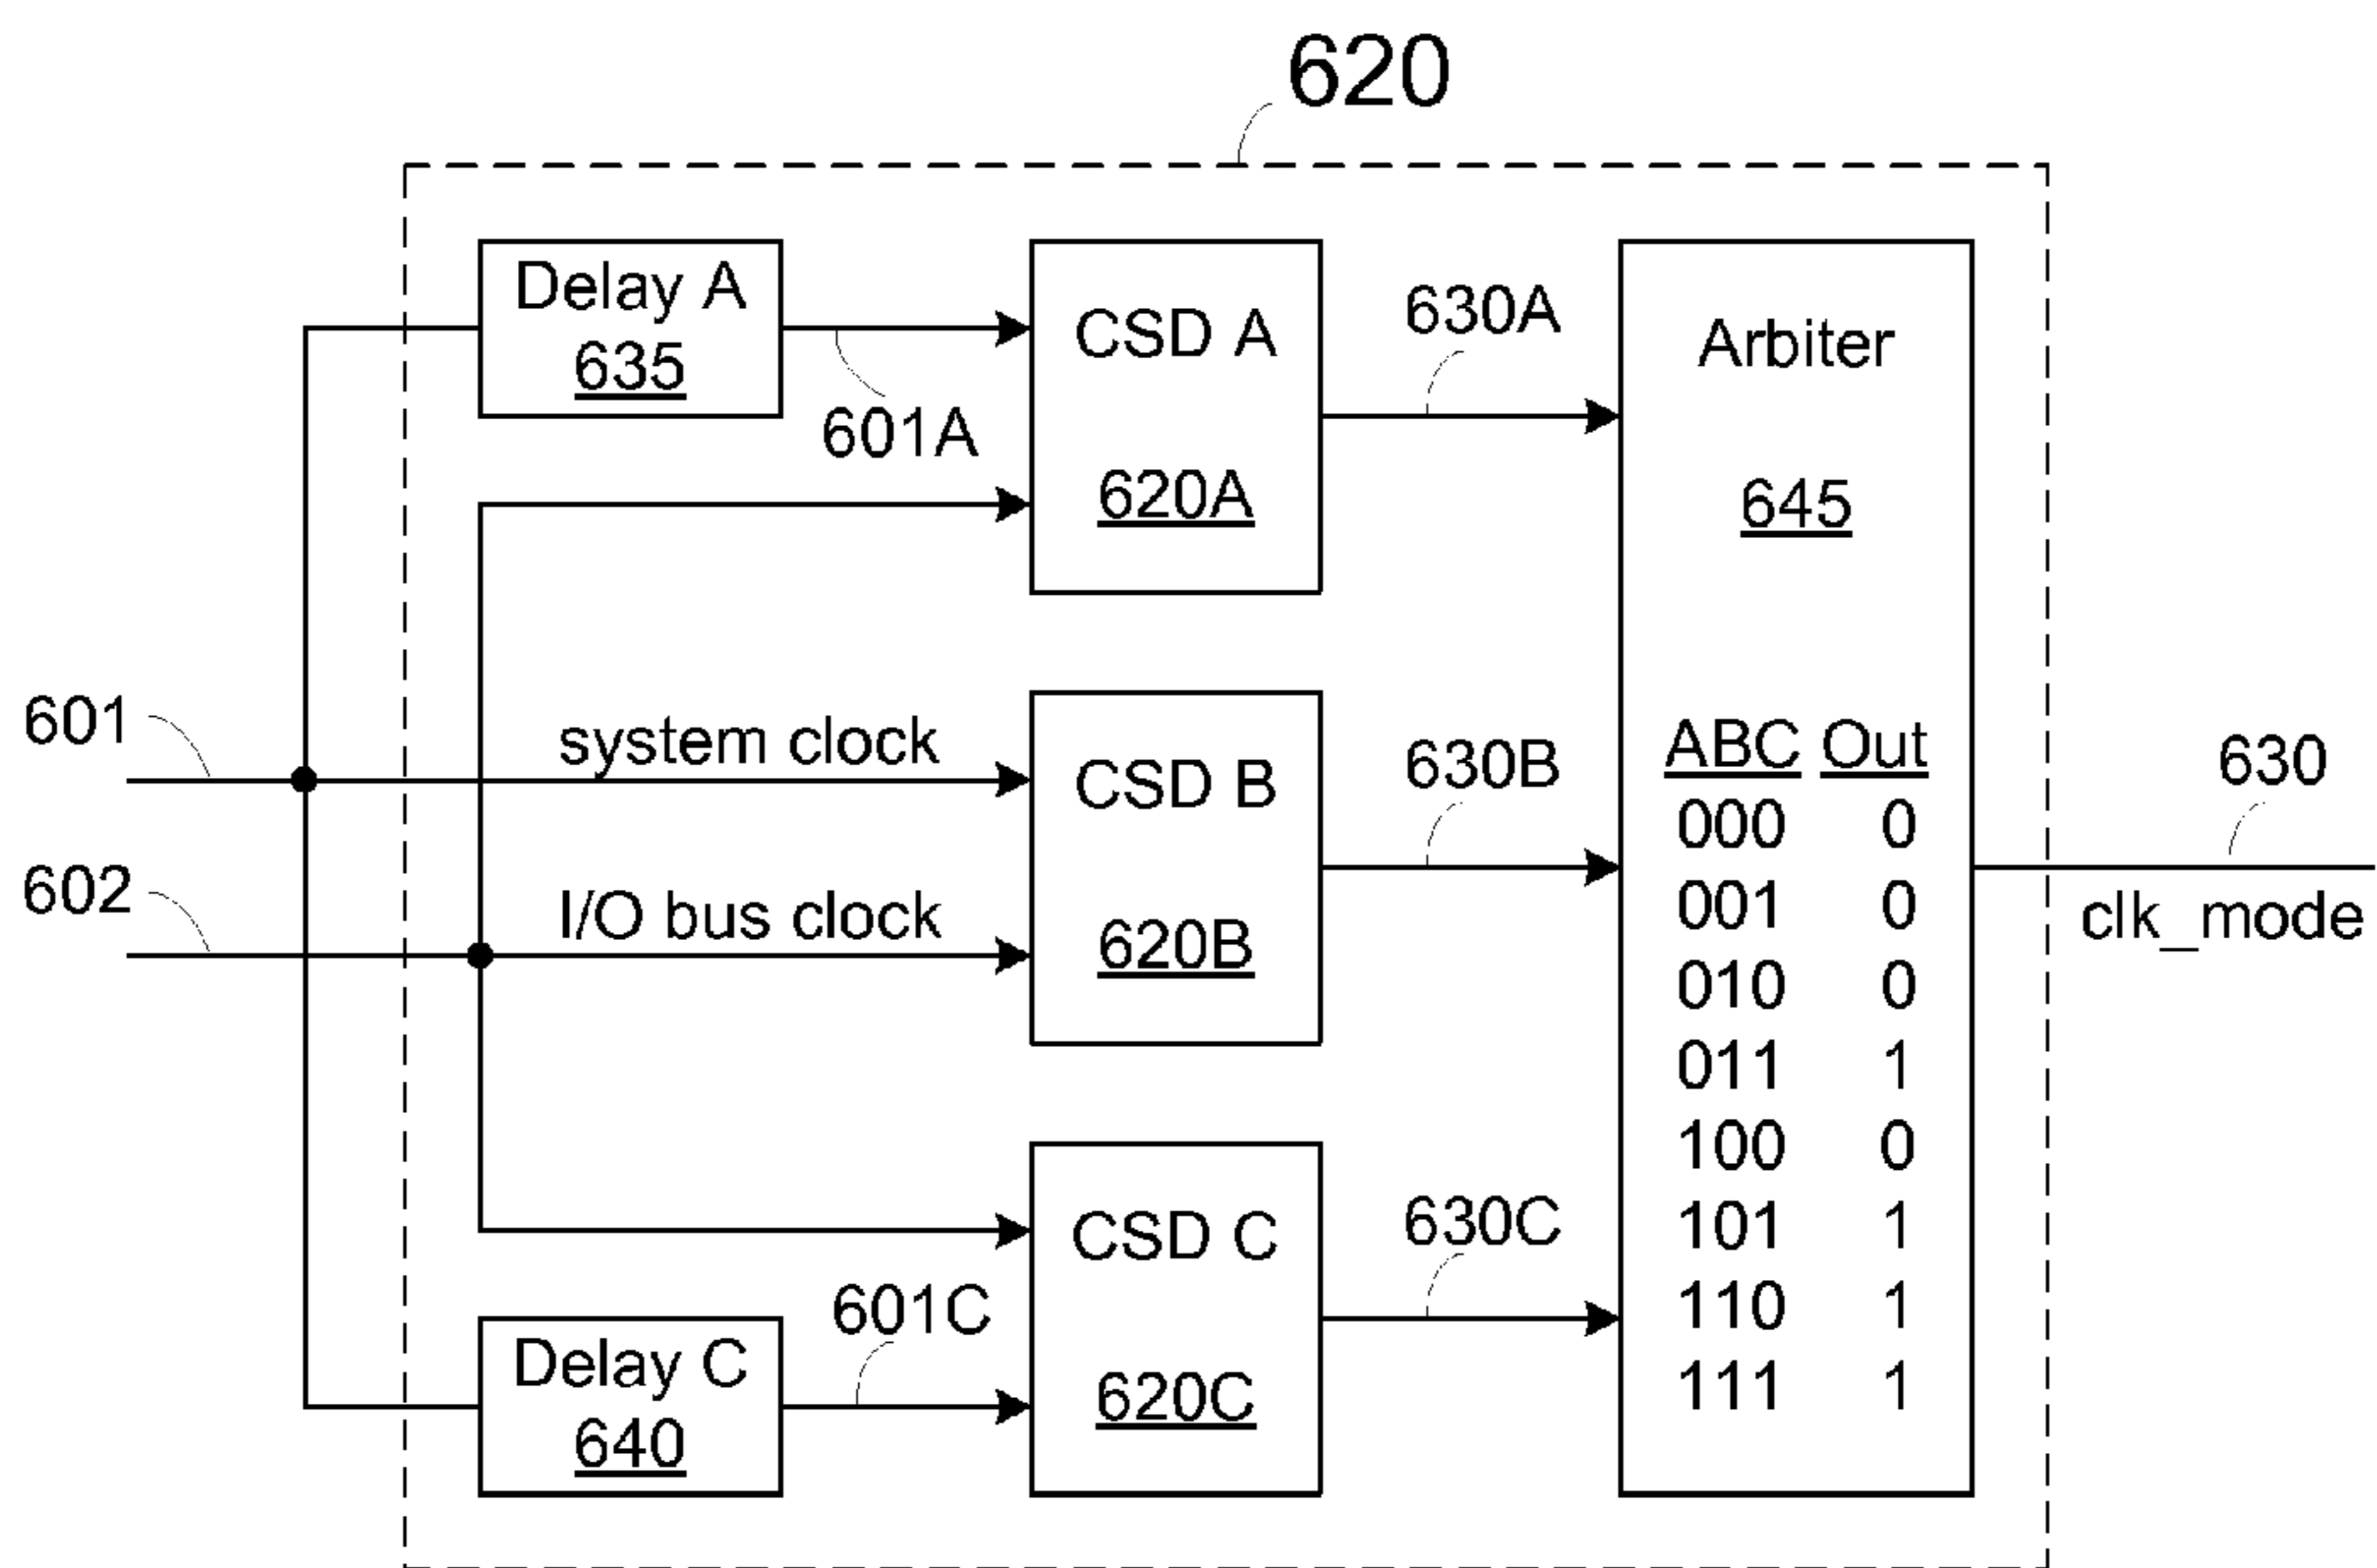 620
Delay A
635
601A
CSD A
620A
630A
Arbiter
645
601
602
system clock
I/O bus clock
CSD B
620B
630B
ABC Out
000 0
001 0
010 0
011 1
100 0
101 1
110 1
111 1
630
clk_mode
CSD C
620C
630C
601C
Delay C
640